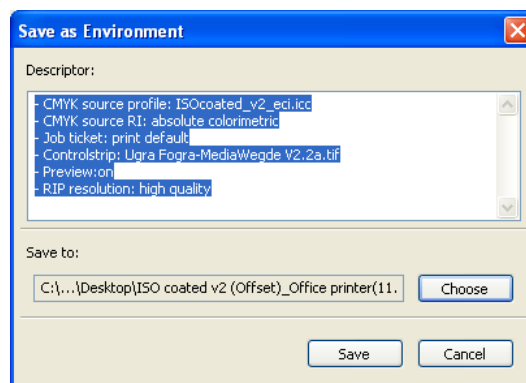 Save as Environment
Descriptor:
- CMYK source profile: ISOcoated_v2_eci.icc
- CMYK source RI: absolute colorimetric
- Job ticket: print default
- Controlstrip: Ugra Fogra-MediaWegde V2.2a.tif
- Preview:on
- RIP resolution: high quality
Save to:
C:\...\Desktop\ISO coated v2 (Offset)_Office printer(11.
Choose
Save
Cancel